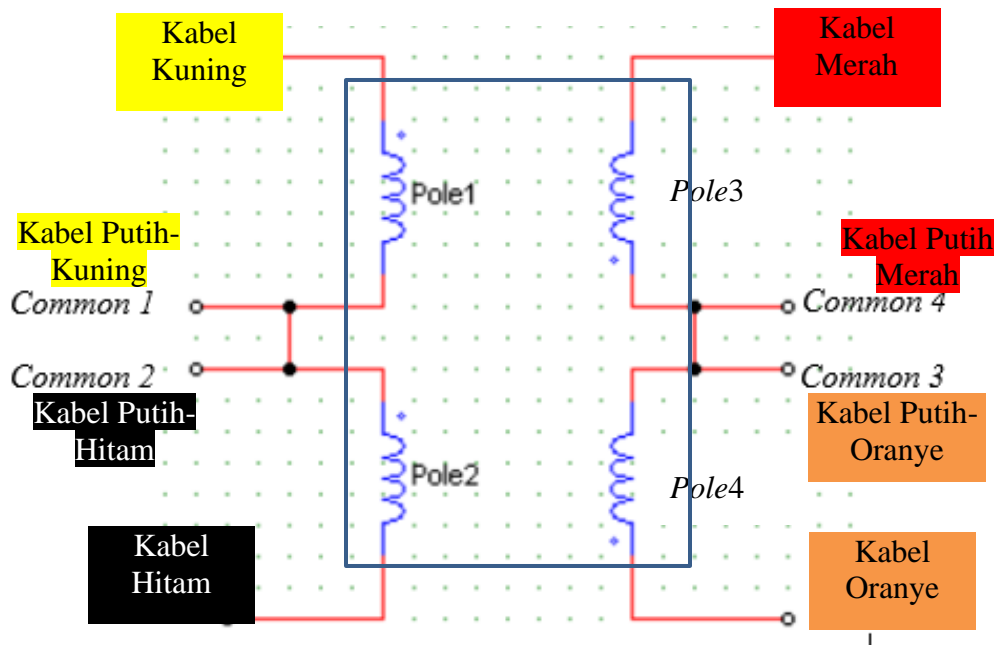 Kabel
Kuning
Kabel
Merah
Pole1
Pole3
Kabel Putih-
Kuning
Kabel Putih
Merah
Common 1
Common 4
Common 2
Common 3
Kabel Putih-
Hitam
Kabel Putih-
Oranye
Pole2
Pole4
Kabel
Hitam
Kabel
Oranye